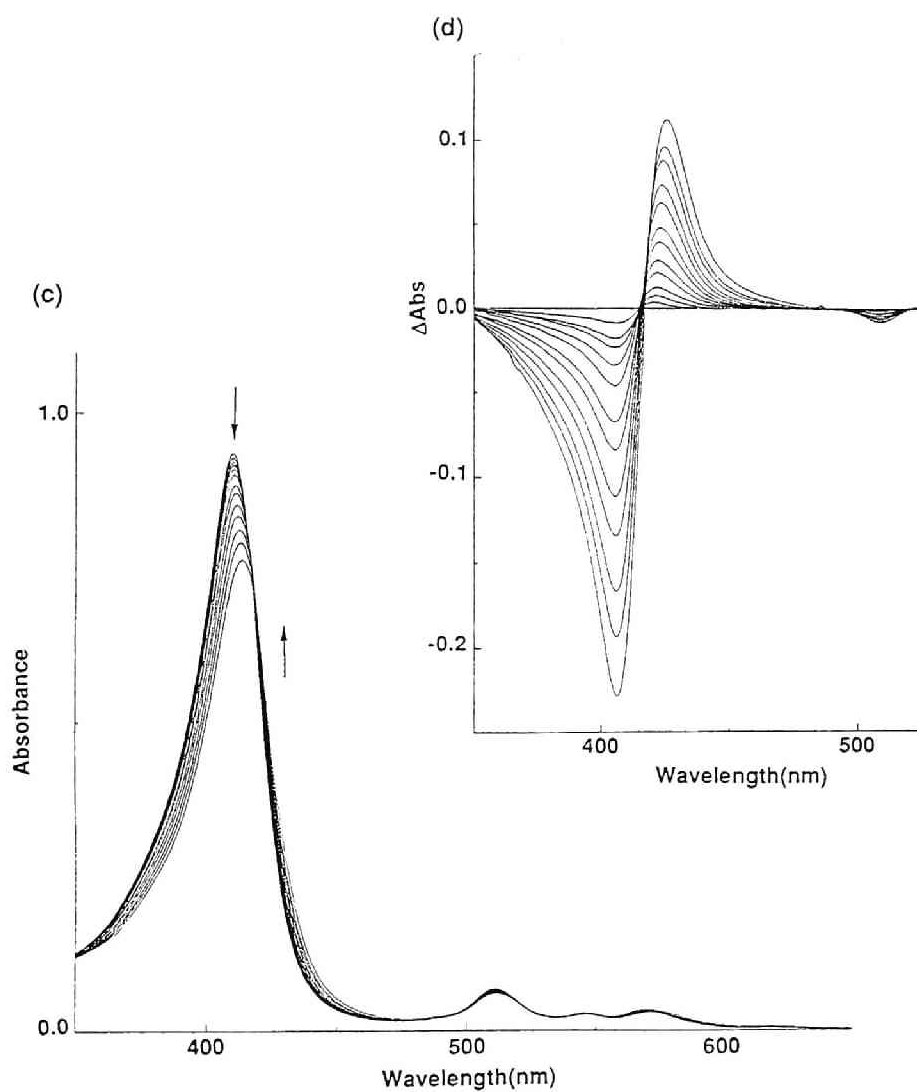 (d)
0.1
0.0
-0.1
-0.2
ΔAbs
400
500
Wavelength(nm)
(c)
1.0
0.0
Absorbance
400
500
600
Wavelength(nm)